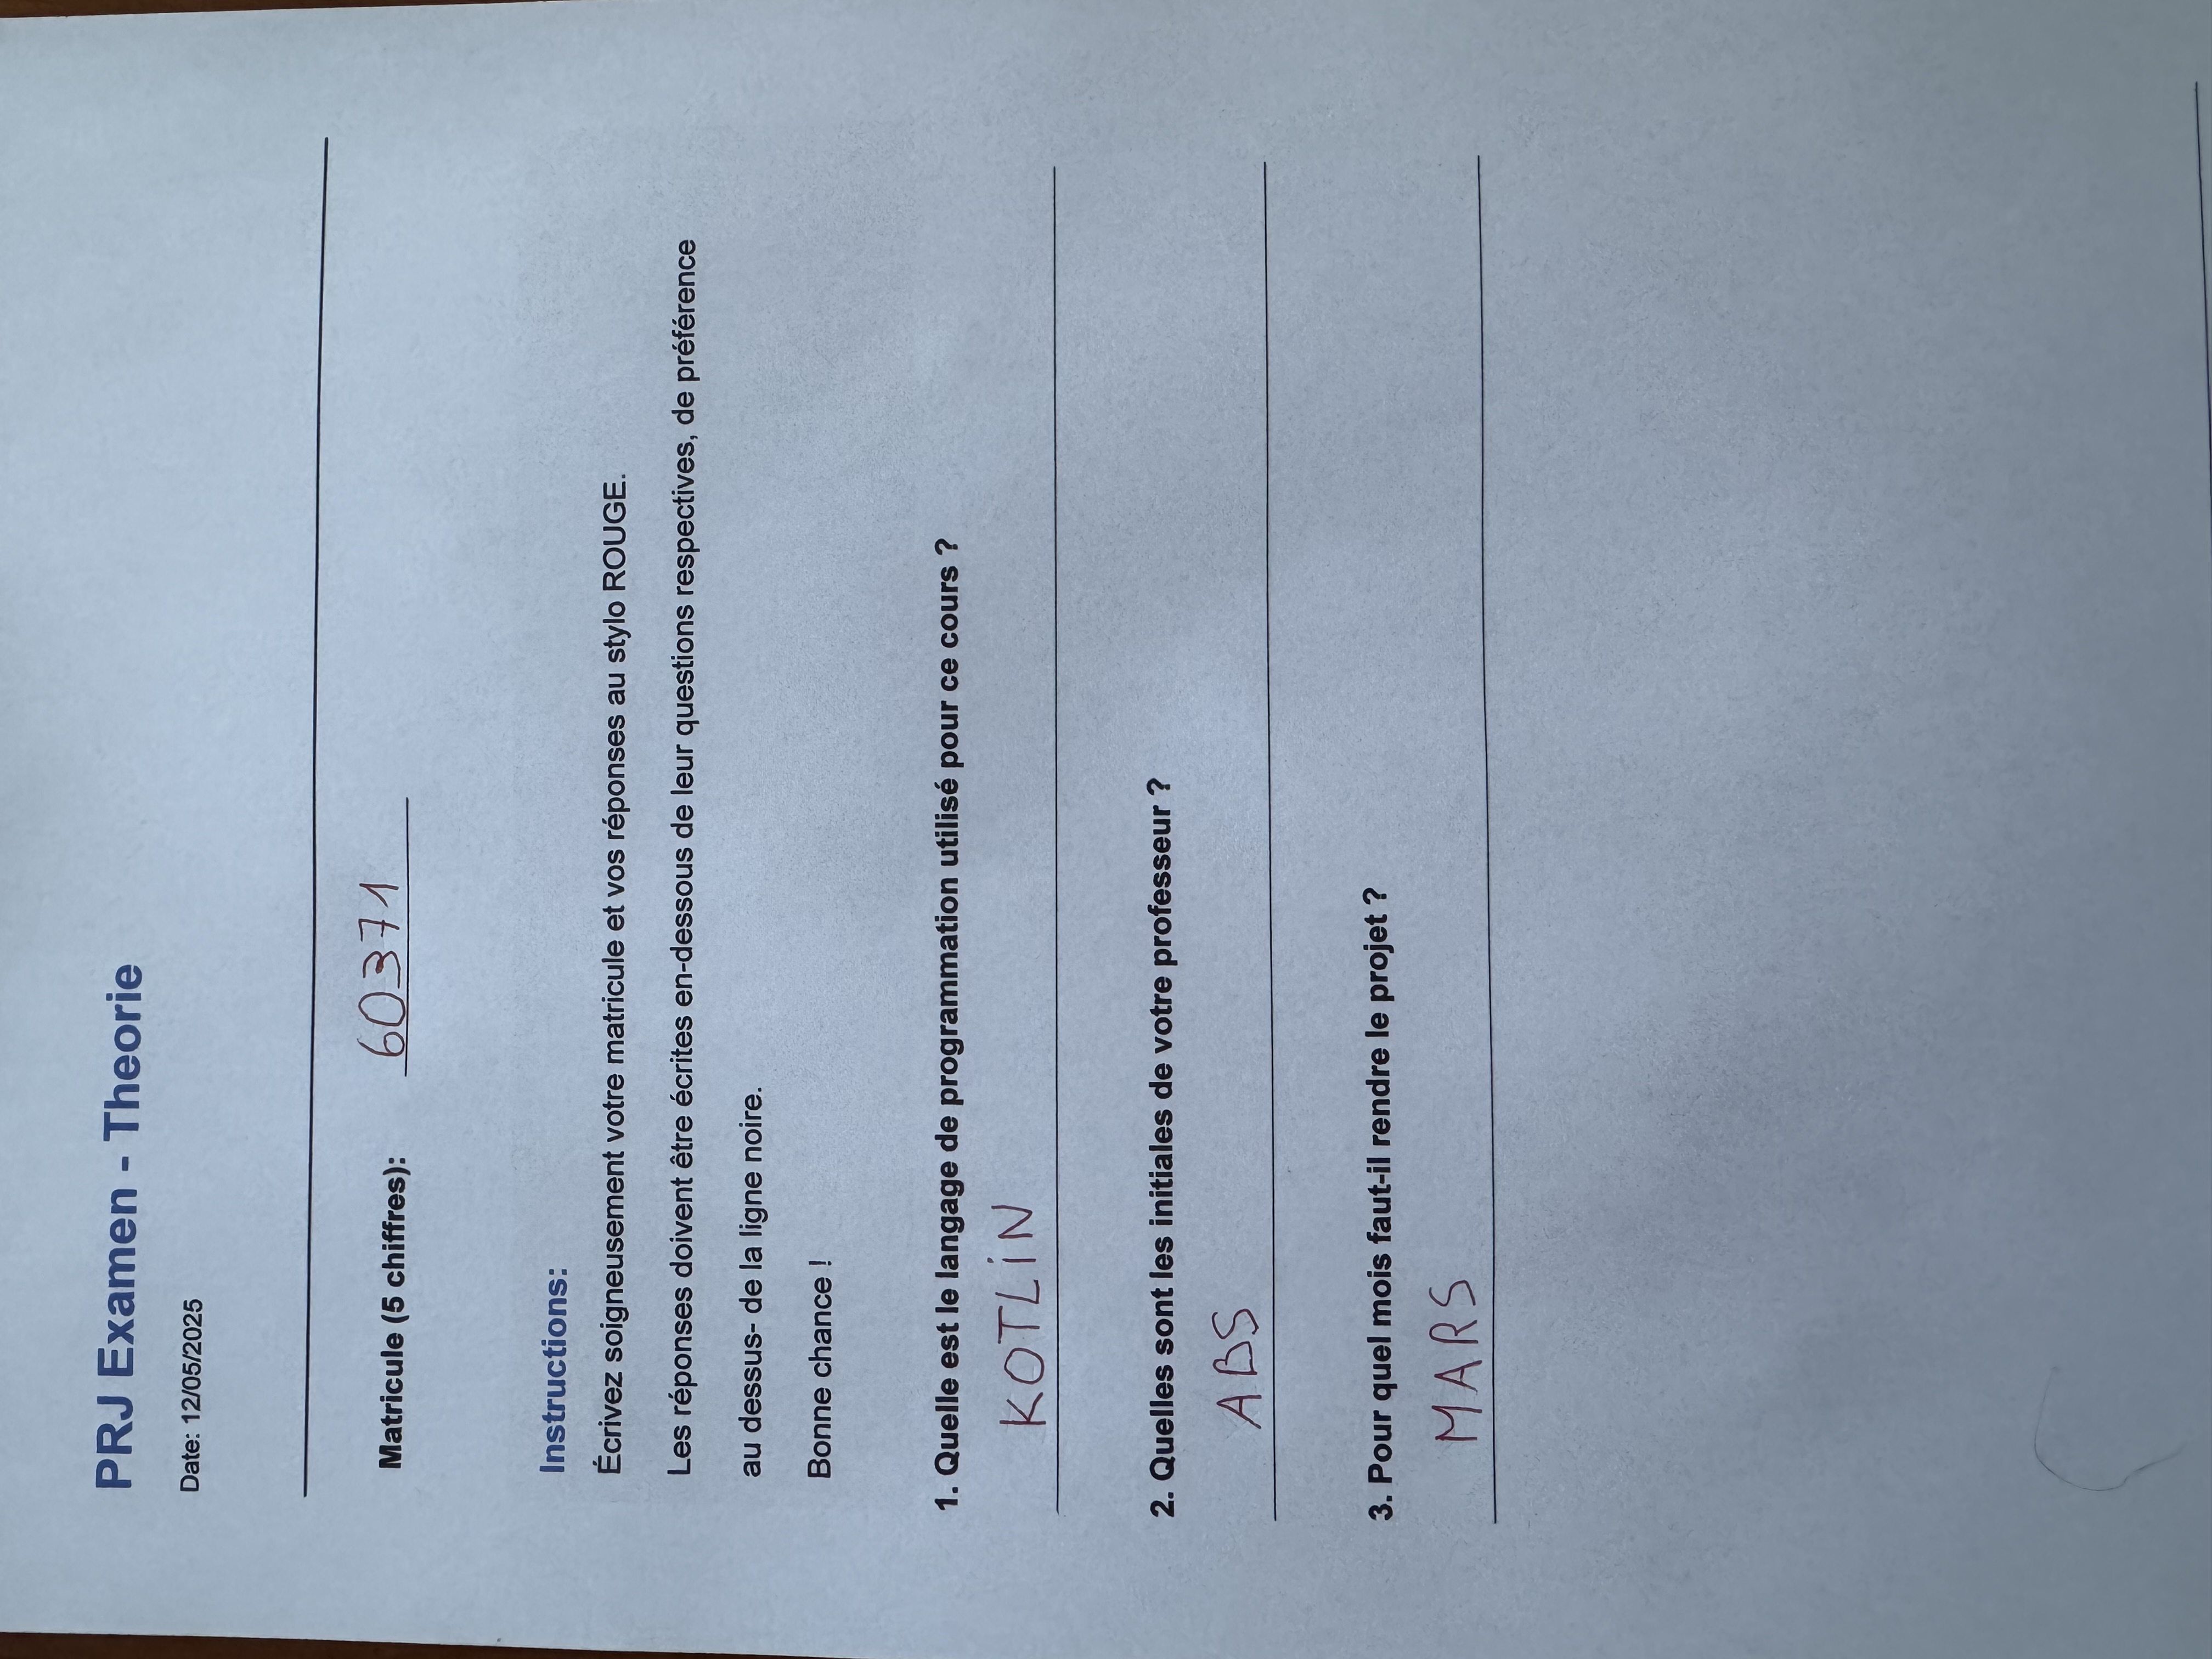 PRJ Examen - Theorie
Date: 12/05/2025
Matricule (5 chiffres): 60371
Instructions:
Écrivez soigneusement votre matricule et vos réponses au stylo ROUGE.
Les réponses doivent être écrites en-dessous de leur questions respectives, de préférence
au dessus- de la ligne noire.
Bonne chance !
1. Quelle est le langage de programmation utilisé pour ce cours ?
KOTLiN
2. Quelles sont les initiales de votre professeur ?
ABS
3. Pour quel mois faut-il rendre le projet ?
MARS